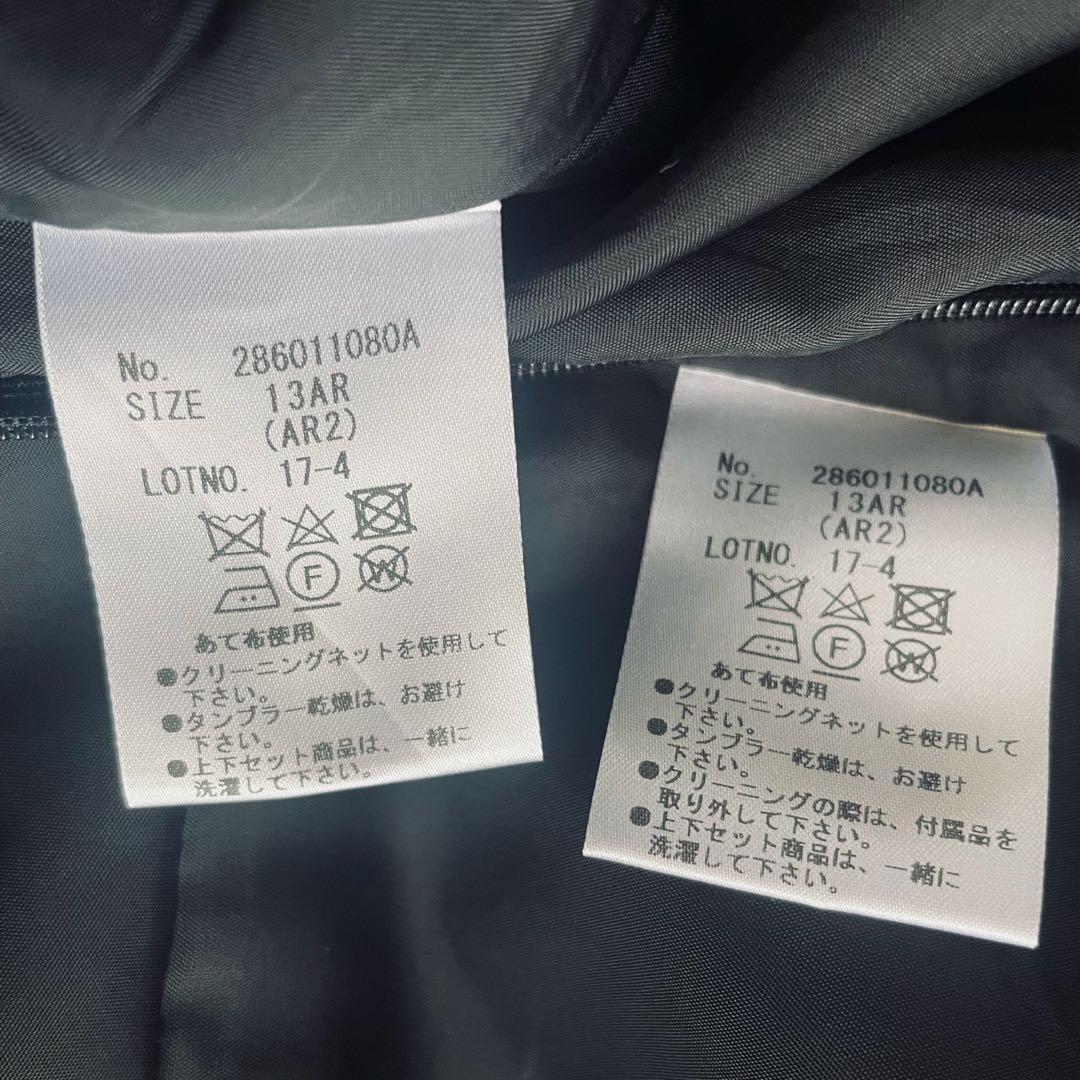 No. 286011080A
SIZE 13AR
(AR2)
LOTNO. 17-4
F W
あて布使用
●クリーニングネットを使用して
下さい。
●タンブラー乾燥は、お避け
下さい。
●上下セット商品は、一緒に
洗濯して下さい。
No. 286011080A
SIZE 13AR
(AR2)
LOTNO. 17-4
F W
あて布使用
●クリーニングネットを使用して
下さい。
●タンブラー乾燥は、お避け
下さい。
●クリーニングの際は、付属品を
取り外して下さい。
●上下セット商品は、一緒に
洗濯して下さい。